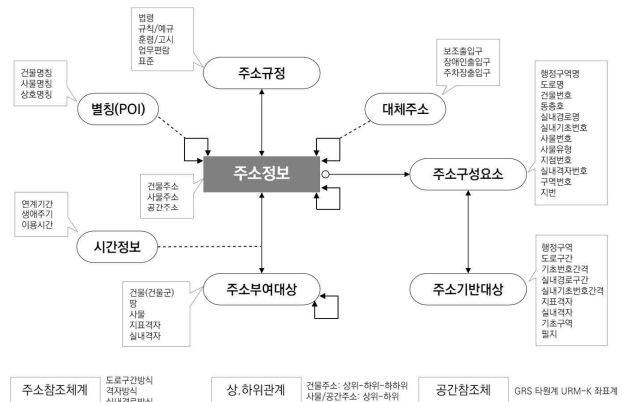 법령
규칙/예규
훈령/고시
업무편람
표준
주소규정
건물명칭
사물명칭
상호명칭
별칭(POI)
보조출입구
장애인출입구
주차장출입구
대체주소
행정구역명
도로명
건물번호
동층호
실내경로명
실내기초번호
사물번호
사물유형
지점번호
실내격자번호
구역번호
지번
주소정보
주소구성요소
건물주소
사물주소
공간주소
연계기간
생애주기
이용시간
시간정보
건물(건물군)
땅
사물
지표격자
실내격자
주소부여대상
주소기반대상
행정구역
도로구간
기초번호간격
실내경로구간
실내기초번호간격
지표격자
실내격자
기초구역
필지
주소참조체계
도로구간방식
격자방식
실내경로방식
상.하위관계
건물주소: 상위-하위-하하위
사물/공간주소: 상위-하위
공간참조체
GRS 타원계 URM-K 좌표계